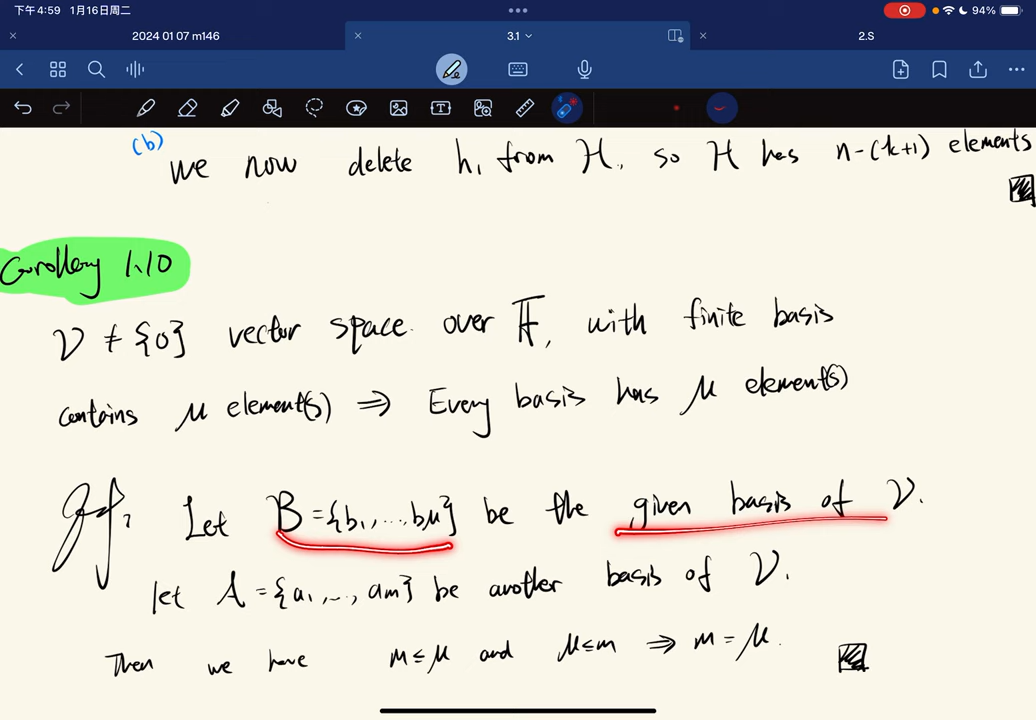 下午4:59 1月16日周二
94%
2024 01 07 m146
3.1
2.S
(b)
we now delete h₁ from H, so H has n-(k+1) elements
Corollary 1.10
V ≠ {0} vector space over 𝔽, with finite basis
contains μ element(s) ⇒ Every basis has μ element(s)
Let B = {b₁, ... bμ} be the given basis of V.
let A = {a₁, ..., am} be another basis of V.
Then we have m ≤ μ and μ ≤ m ⇒ m = μ.